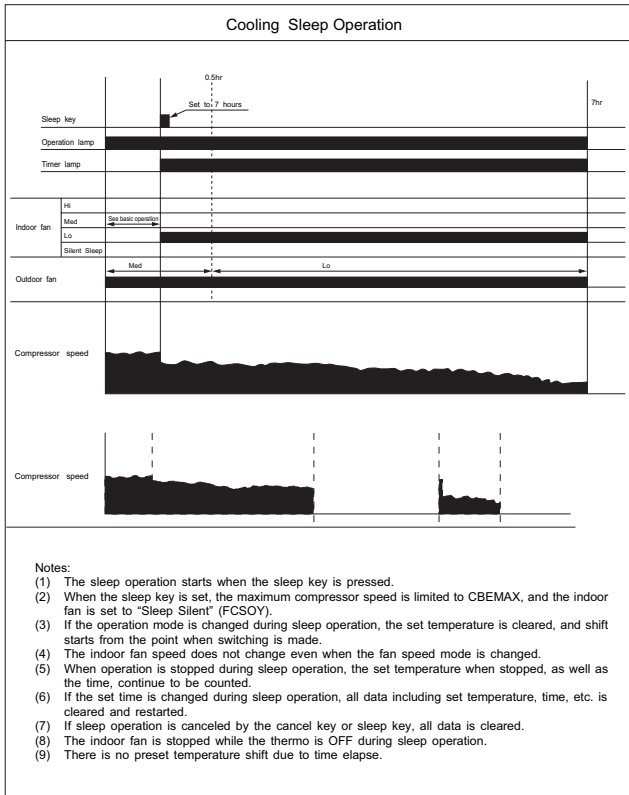 Cooling Sleep Operation
0.5hr
7hr
Set to 7 hours
Sleep key
Operation lamp
Timer lamp
Hi
Med
See basic operation
Indoor fan
Lo
Silent Sleep
Med
Lo
Outdoor fan
Compressor speed
Compressor speed
Notes:
(1) The sleep operation starts when the sleep key is pressed.
(2) When the sleep key is set, the maximum compressor speed is limited to CBEMAX, and the indoor
fan is set to “Sleep Silent” (FCSOY).
(3) If the operation mode is changed during sleep operation, the set temperature is cleared, and shift
starts from the point when switching is made.
(4) The indoor fan speed does not change even when the fan speed mode is changed.
(5) When operation is stopped during sleep operation, the set temperature when stopped, as well as
the time, continue to be counted.
(6) If the set time is changed during sleep operation, all data including set temperature, time, etc. is
cleared and restarted.
(7) If sleep operation is canceled by the cancel key or sleep key, all data is cleared.
(8) The indoor fan is stopped while the thermo is OFF during sleep operation.
(9) There is no preset temperature shift due to time elapse.